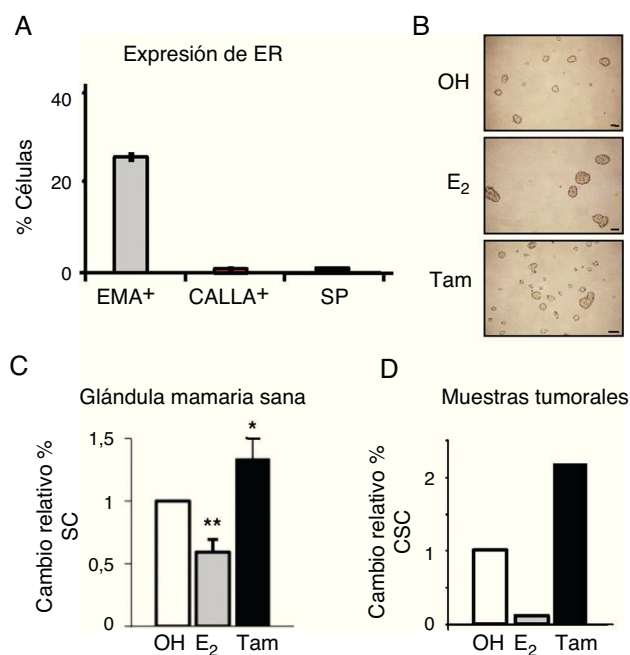 A
Expresión de ER
% Células
40
20
0
EMA+
CALLA+
SP
B
OH
E2
Tam
C
Glándula mamaria sana
Cambio relativo %
SC
1,5
1
0,5
0
**
*
OH
E2
Tam
D
Muestras tumorales
Cambio relativo %
CSC
2
1
0
OH
E2
Tam